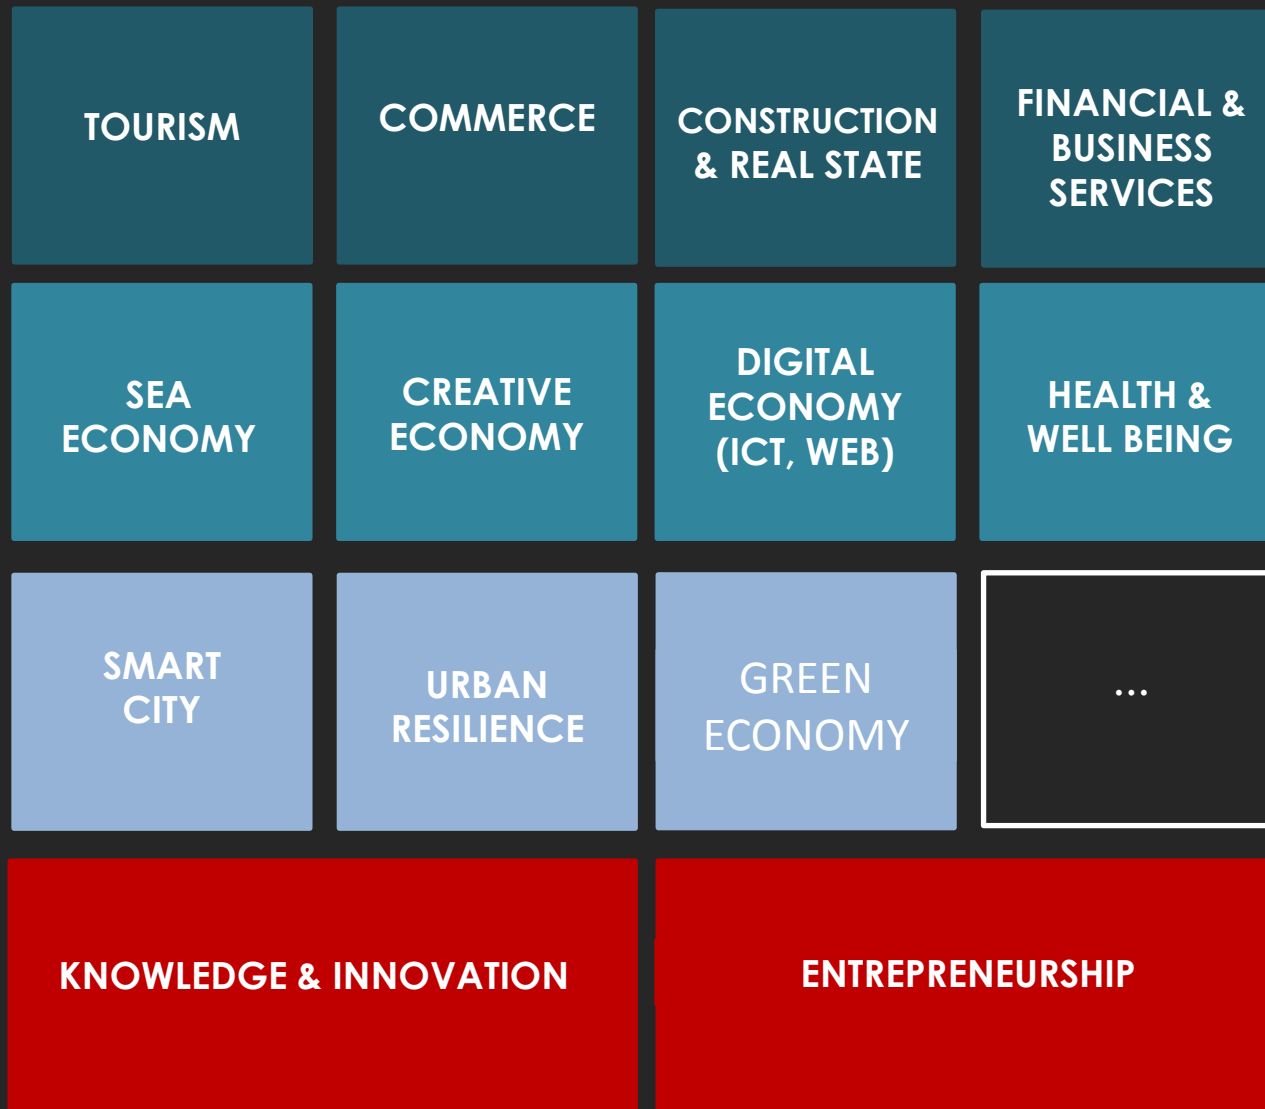 TOURISM
COMMERCE
CONSTRUCTION
& REAL STATE
FINANCIAL &
BUSINESS
SERVICES
SEA
ECONOMY
CREATIVE
ECONOMY
DIGITAL
ECONOMY
(ICT, WEB)
HEALTH &
WELL BEING
SMART
CITY
URBAN
RESILIENCE
GREEN
ECONOMY
...
KNOWLEDGE & INNOVATION
ENTREPRENEURSHIP